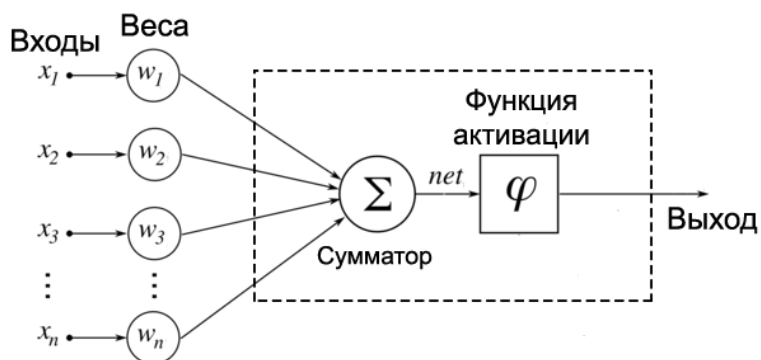 Входы
Веса
x1
w1
x2
w2
x3
w3
xn
wn
Σ
Сумматор
net
Функция
активации
φ
Выход